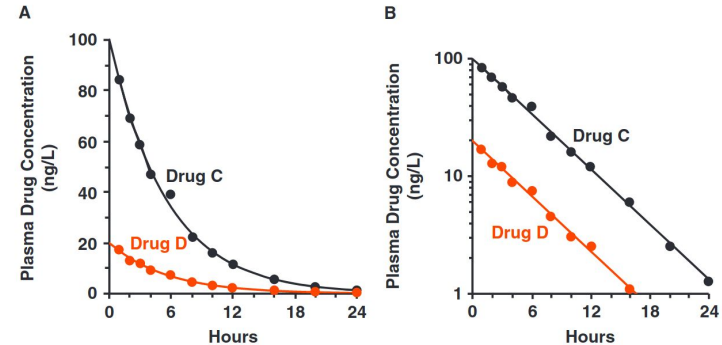 A
Plasma Drug Concentration
(ng/L)
100
80
60
40
20
0
Drug C
Drug D
0
6
12
18
24
Hours
B
Plasma Drug Concentration
(ng/L)
100
10
1
Drug C
Drug D
0
6
12
18
24
Hours